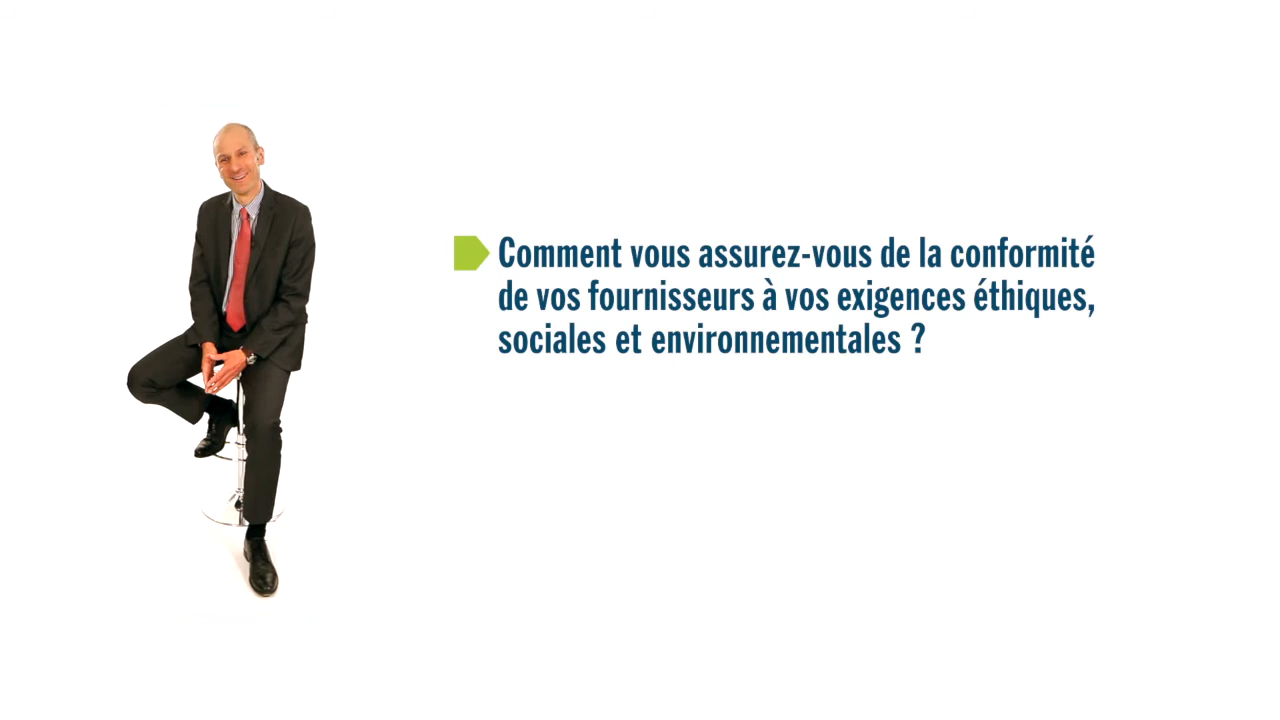 Comment vous assurez-vous de la conformité
de vos fournisseurs à vos exigences éthiques,
sociales et environnementales ?